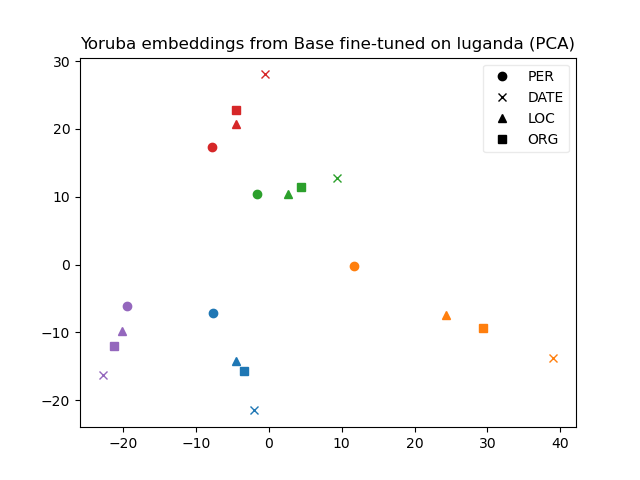 Yoruba embeddings from Base fine-tuned on luganda (PCA)
30
20
10
0
−10
−20
−20 −10 0 10 20 30 40
PER
DATE
LOC
ORG